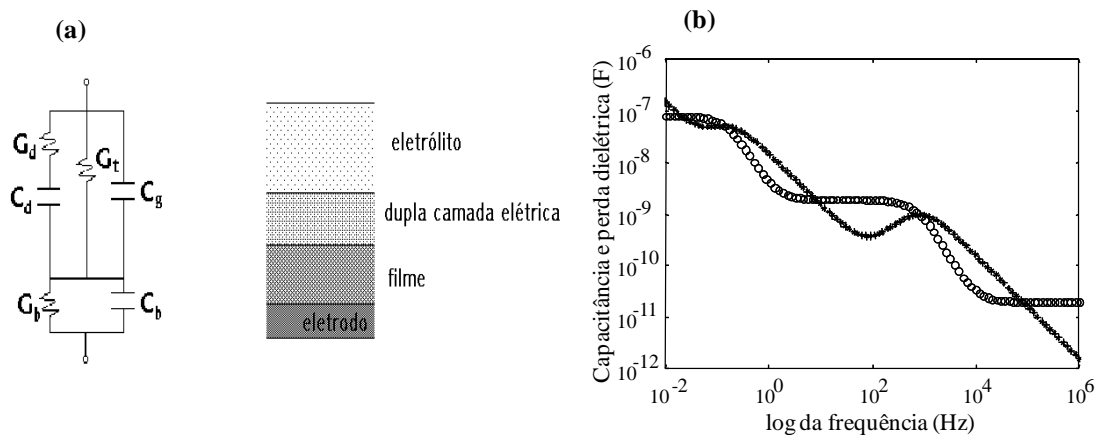 (a)
G_d
G_t
C_d
C_g
G_b
C_b
eletrólito
dupla camada elétrica
filme
eletrodo
(b)
Capacitância e perda dielétrica (F)
10^-6
10^-7
10^-8
10^-9
10^-10
10^-11
10^-12
10^-2
10^0
10^2
10^4
10^6
log da frequência (Hz)